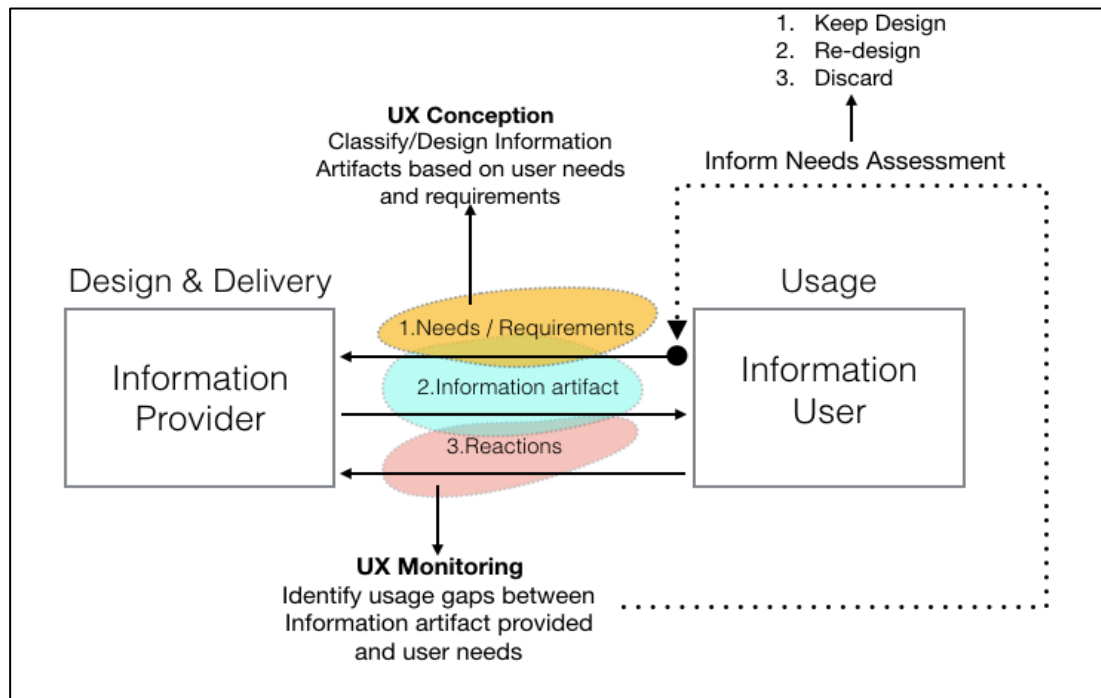 1. Keep Design
2. Re-design
3. Discard
UX Conception
Classify/Design Information
Artifacts based on user needs
and requirements
Inform Needs Assessment
Design & Delivery
Usage
1.Needs / Requirements
Information
Provider
2.Information artifact
Information
User
3.Reactions
UX Monitoring
Identify usage gaps between
Information artifact provided
and user needs